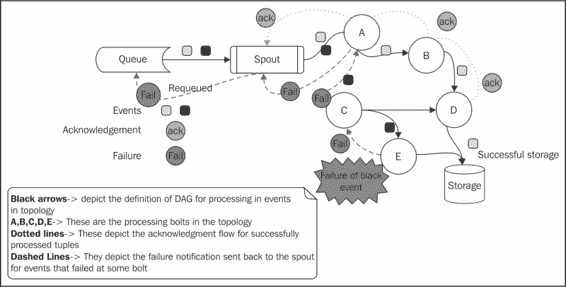 ack
A
ack
Queue
Spout
B
ack
Fail
Requeued
Fail
Fail
C
D
Events
Acknowledgement
ack
Fail
E
Successful storage
Failure
Fail
Failure of black
event
Storage
Black arrows-> depict the definition of DAG for processing in events
in topology
A,B,C,D,E-> These are the processing bolts in the topology
Dotted lines-> These depict the acknowledgment flow for successfully
processed tuples
Dashed Lines-> They depict the failure notification sent back to the spout
for events that failed at some bolt